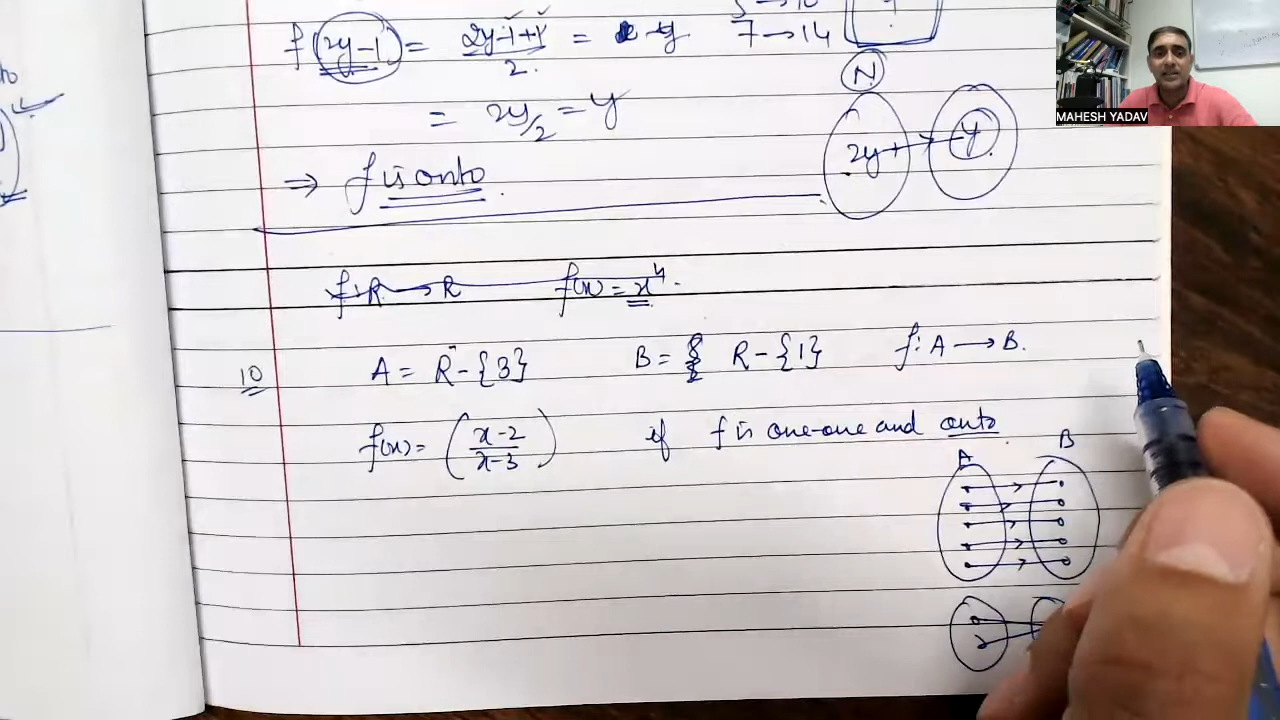 f(2y-1) = 2y-1+1/2 = y 7→14
N
= 2y/2 = y
2y+ y
⇒ f is onto.
f: R → R f(x) = x⁴.
10 A = R-{3} B = R-{1} f: A → B.
f(x) = (x-2/x-3) if f is one-one and onto.
A B
MAHESH YADAV